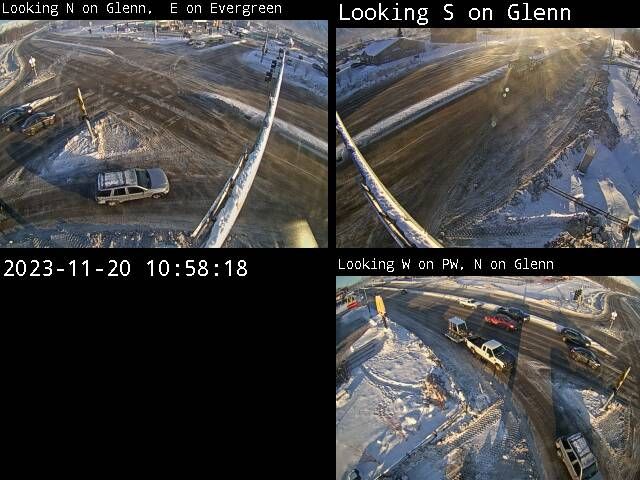 Looking N on Glenn,  E on Evergreen
Looking S on Glenn
2023-11-20 10:58:18
Looking W on PW, N on Glenn